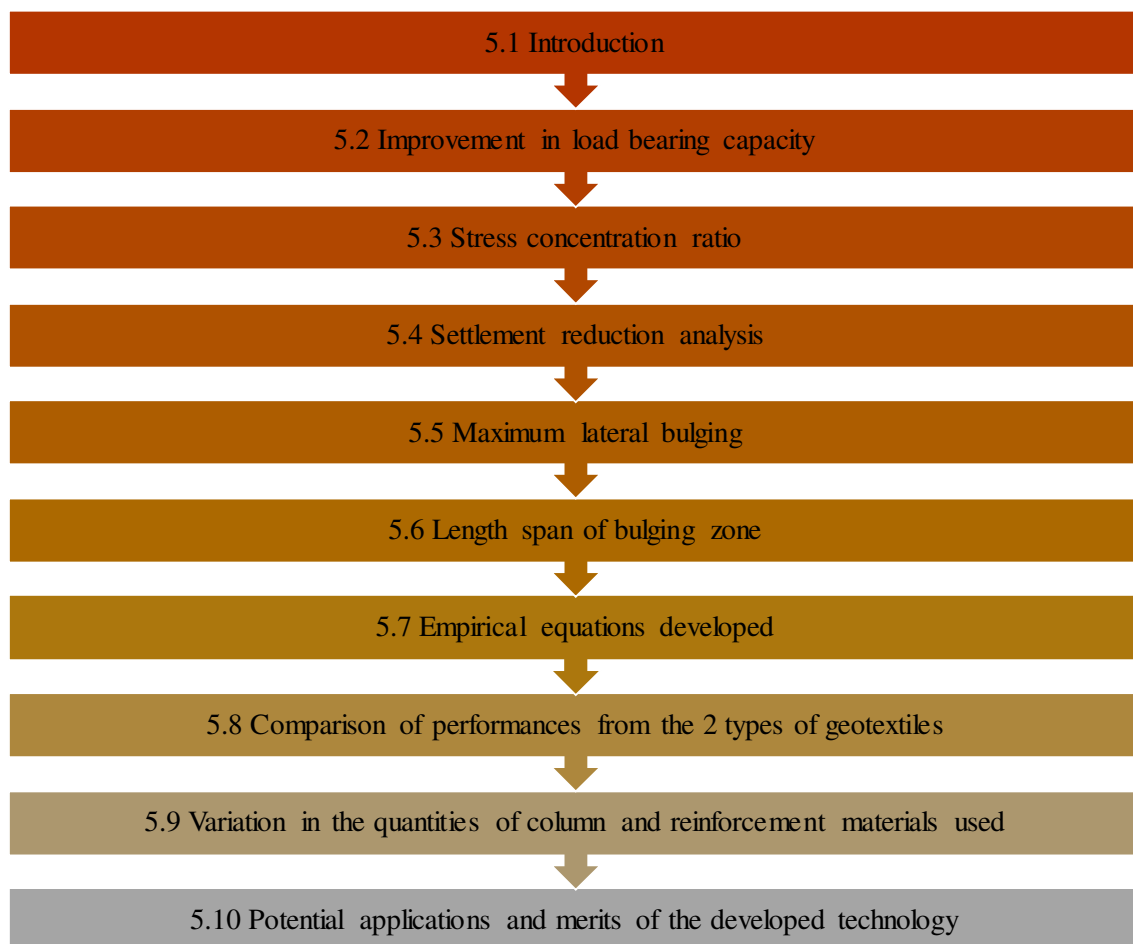 5.1 Introduction
5.2 Improvement in load bearing capacity
5.3 Stress concentration ratio
5.4 Settlement reduction analysis
5.5 Maximum lateral bulging
5.6 Length span of bulging zone
5.7 Empirical equations developed
5.8 Comparison of performances from the 2 types of geotextiles
5.9 Variation in the quantities of column and reinforcement materials used
5.10 Potential applications and merits of the developed technology